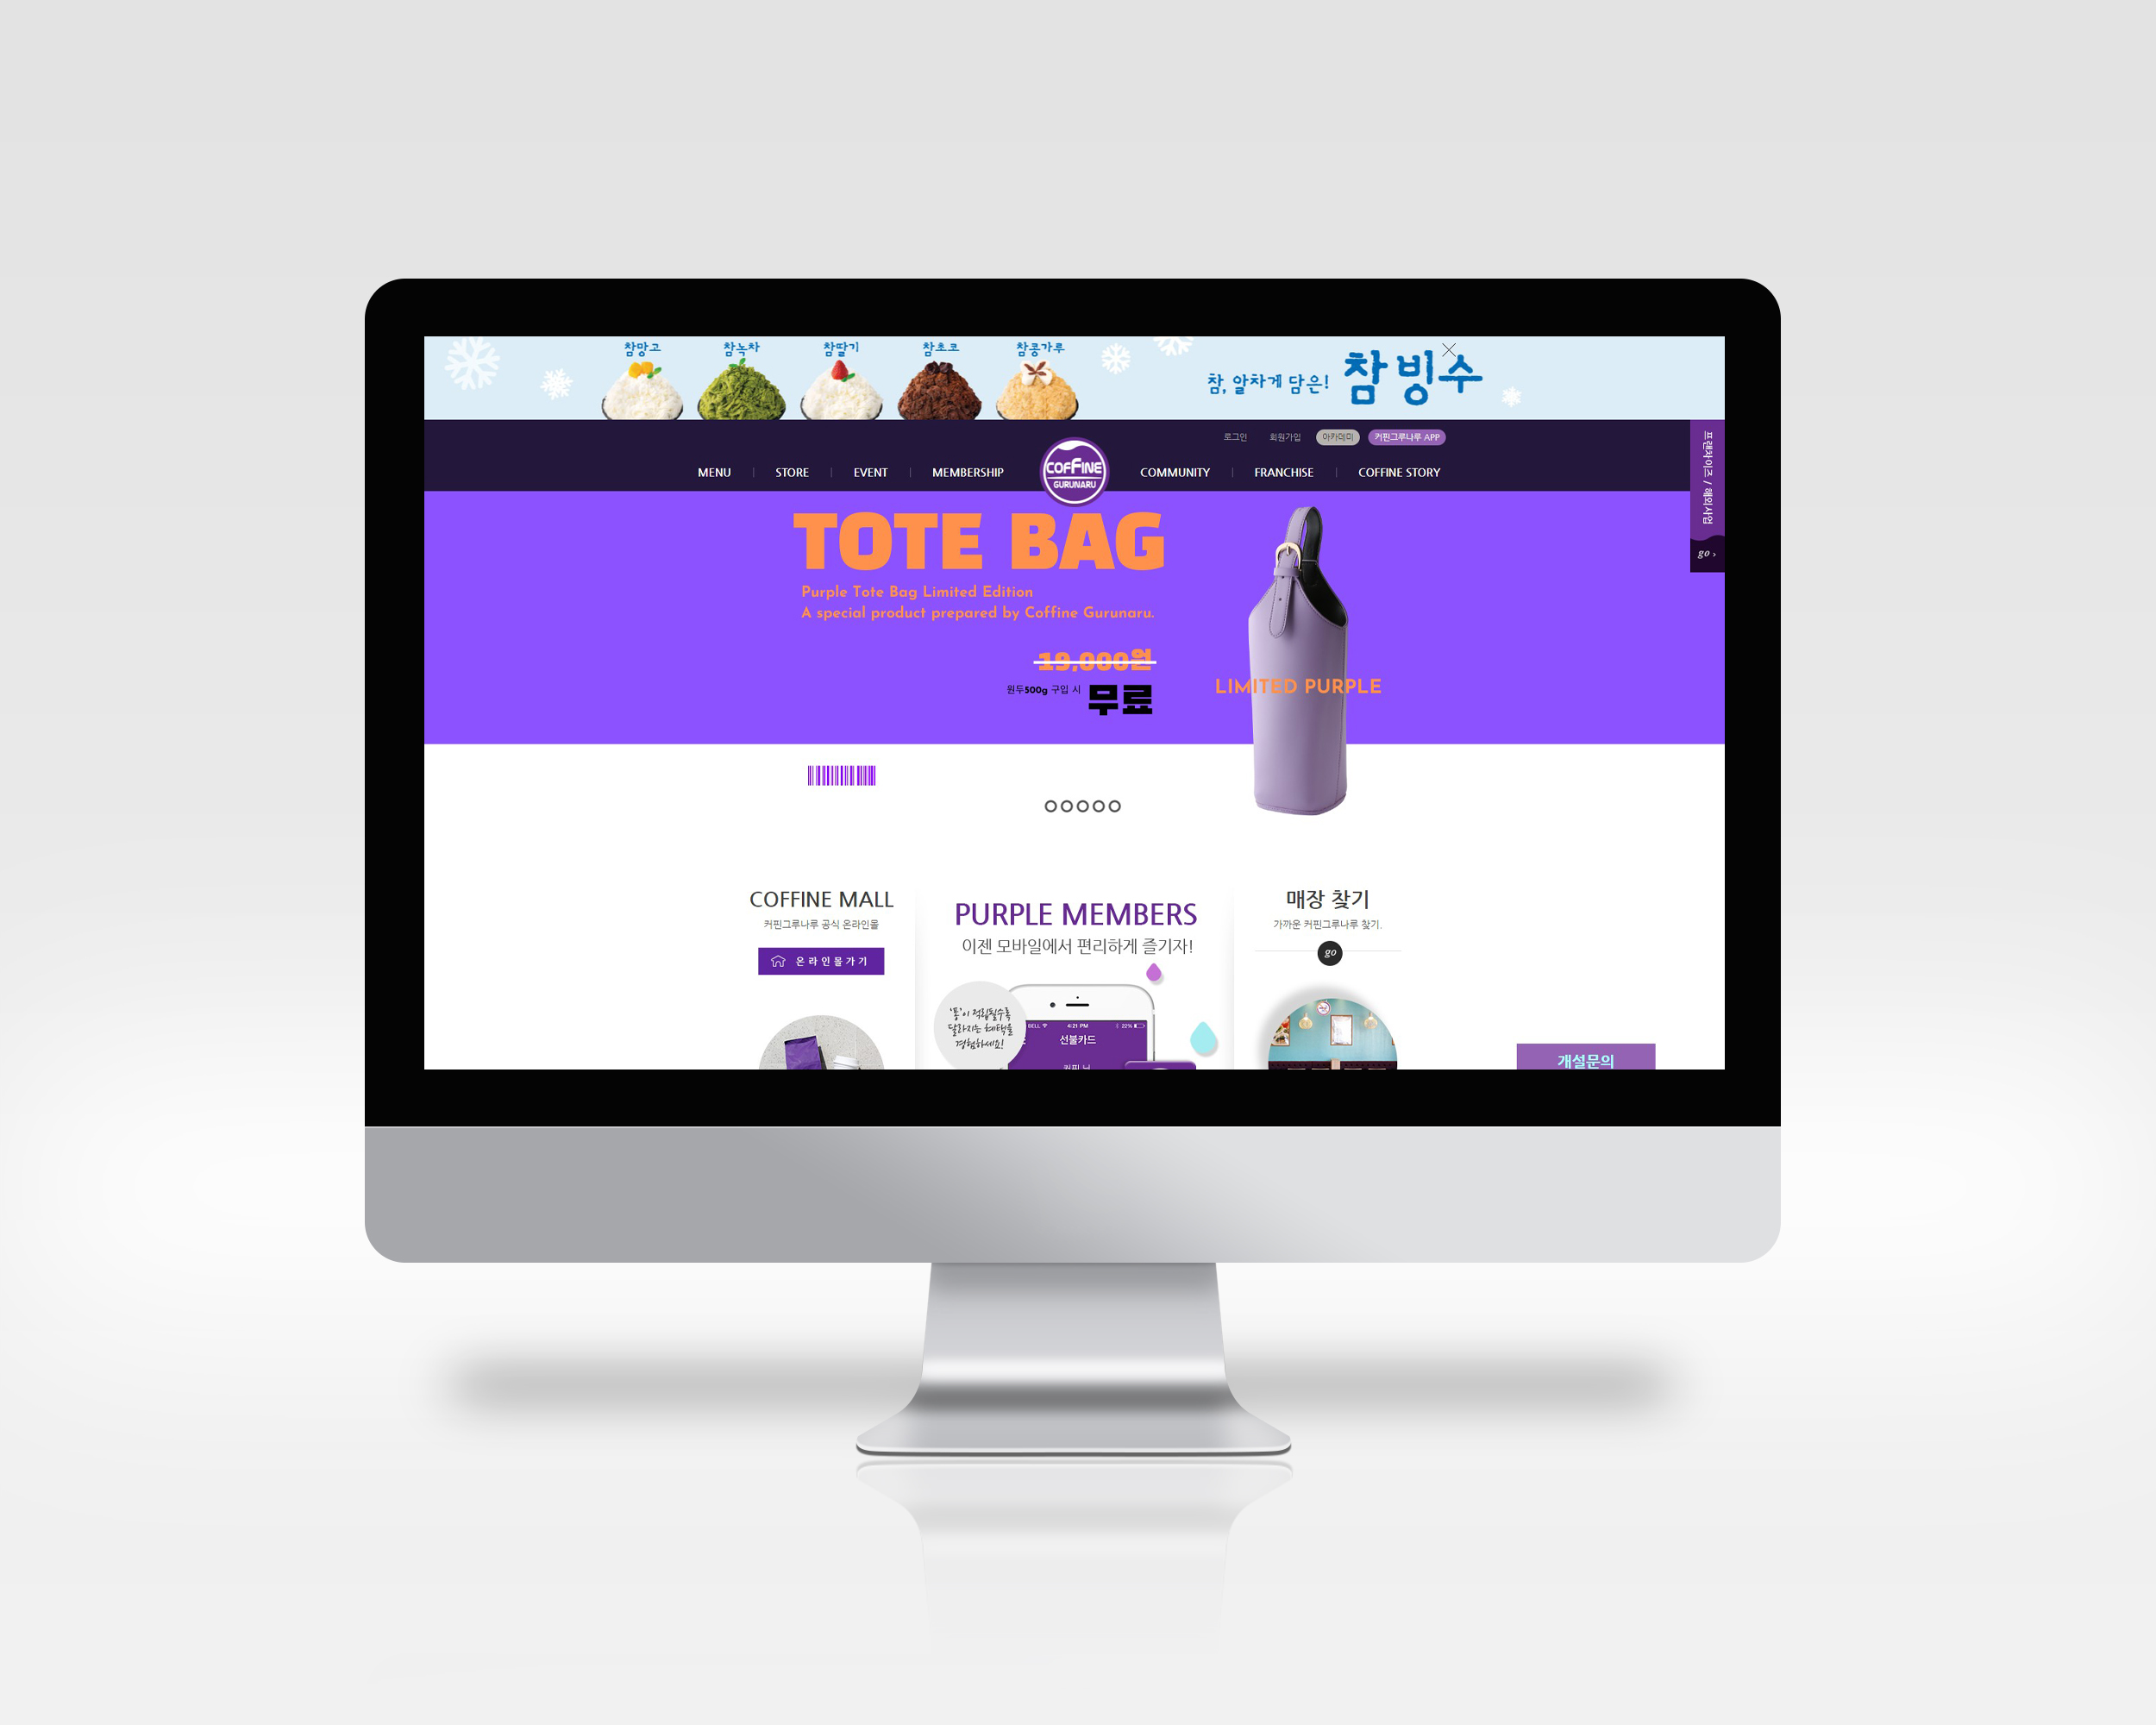 참망고
참녹차
참딸기
참초코
참콩가루
참, 알차게 담은! 참빙수
로그인 회원가입 아카데미 커핀그루나루 APP
MENU STORE EVENT MEMBERSHIP
COFFINE
GURUNARU
COMMUNITY FRANCHISE COFFINE STORY
프랜차이즈 / 해외사업
go ›
TOTE BAG
Purple Tote Bag Limited Edition
A special product prepared by Coffine Gurunaru.
19,000원
원두500g 구입 시 무료
LIMITED PURPLE
COFFINE MALL
커핀그루나루 공식 온라인몰
온라인몰가기
PURPLE MEMBERS
이젠 모바일에서 편리하게 즐기자!
'통'이 적립될수록
달라지는 혜택을
경험하세요!
BELL 4:21 PM 22%
선불카드
커핀 님
매장 찾기
가까운 커핀그루나루 찾기.
go
개설문의